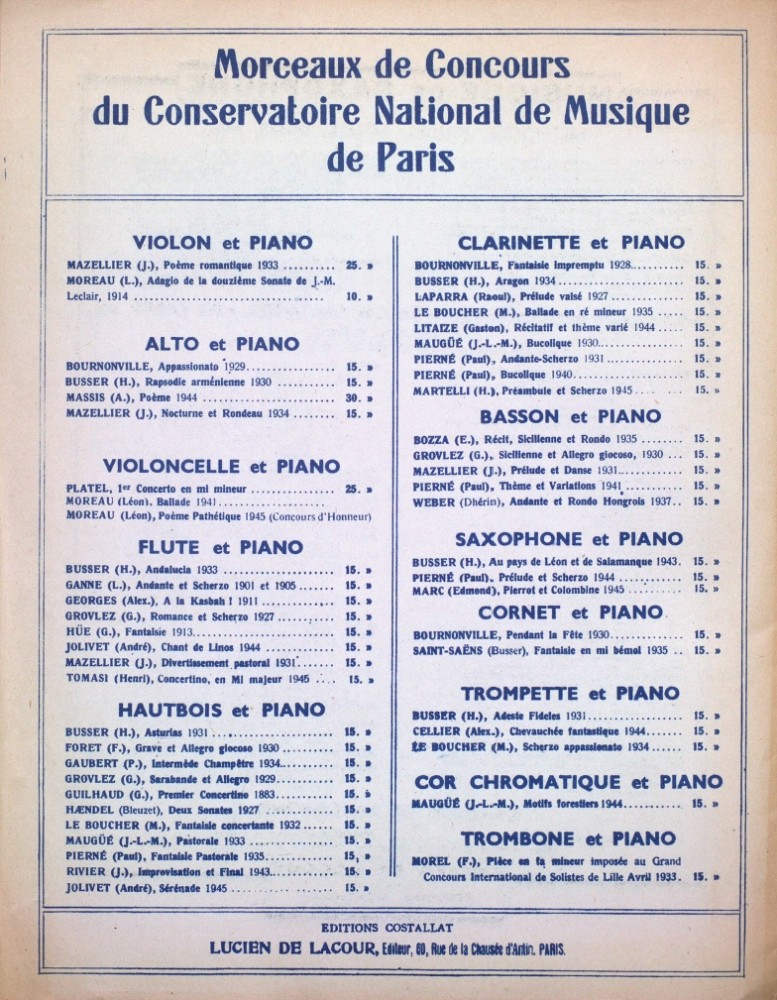 Morceaux de Concours
du Conservatoire National de Musique
de Paris
VIOLON et PIANO
MAZELLIER (J.), Poème romantique 1933 .......... 25. »
MOREAU (L.), Adagio de la douzième Sonate de J.-M.
Leclair, 1914 .................................... 10. »
ALTO et PIANO
BOURNONVILLE, Appassionato 1929................. 15. »
BUSSER (H.), Rapsodie arménienne 1930 ........... 15. »
MASSIS (A.), Poème 1944 ......................... 30. »
MAZELLIER (J.), Nocturne et Rondeau 1934 ........ 15. »
VIOLONCELLE et PIANO
PLATEL, 1er Concerto en mi mineur ................ 25. »
MOREAU (Léon), Ballade 1941 .....................
MOREAU (Léon), Poème Pathétique 1945 (Concours d'Honneur)
FLUTE et PIANO
BUSSER (H.), Andalucia 1933 ..................... 15. »
GANNE (L.), Andante et Scherzo 1901 et 1905....... 15. »
GEORGES (Alex.), A la Kasbah ! 1911 .............. 15. »
GROVLEZ (G.), Romance et Scherzo 1927 .......... 15. »
HÜE (G.), Fantaisie 1913........................... 15. »
JOLIVET (André), Chant de Linos 1944 ............. 15. »
MAZELLIER (J.), Divertissement pastoral 1931....... 15. »
TOMASI (Henri), Concertino, en Mi majeur 1945 .... 15. »
HAUTBOIS et PIANO
BUSSER (H.), Asturias 1931 ....................... 15. »
FORET (F.), Grave et Allegro giocoso 1930 .......... 15. »
GAUBERT (P.), Intermède Champêtre 1934.......... 15. »
GROVLEZ (G.), Sarabande et Allegro 1929........... 15. »
GUILHAUD (G.), Premier Concertino 1883........... 15. »
HÆNDEL (Bleuzet), Deux Sonates 1927 ............. 15. »
LE BOUCHER (M.), Fantaisie concertante 1932 ...... 15. »
MAUGÜÉ (J.-L.-M.), Pastorale 1933 ................ 15. »
PIERNÉ (Paul), Fantaisie Pastorale 1935............. 15. »
RIVIER (J.), Improvisation et Final 1943............ 15. »
JOLIVET (André), Sérénade 1945 ................... 15. »
CLARINETTE et PIANO
BOURNONVILLE, Fantaisie Impromptu 1928.......... 15. »
BUSSER (H.), Aragon 1934 ........................ 15. »
LAPARRA (Raoul), Prélude valsé 1927 .............. 15. »
LE BOUCHER (M.), Ballade en ré mineur 1935 ..... 15. »
LITAIZE (Gaston), Récitatif et thème varié 1944 ..... 15. »
MAUGÜÉ (J.-L.-M.), Bucolique 1930................ 15. »
PIERNÉ (Paul), Andante-Scherzo 1931 .............. 15. »
PIERNÉ (Paul), Bucolique 1940..................... 15. »
MARTELLI (H.), Préambule et Scherzo 1945 ........ 15. »
BASSON et PIANO
BOZZA (E.), Récit, Sicilienne et Rondo 1935 ........ 15. »
GROVLEZ (G.), Sicilienne et Allegro giocoso, 1930 ... 15. »
MAZELLIER (J.), Prélude et Danse 1931............ 15. »
PIERNÉ (Paul), Thème et Variations 1941 ........... 15. »
WEBER (Dhérin), Andante et Rondo Hongrois 1937.. 15. »
SAXOPHONE et PIANO
BUSSER (H.), Au pays de Léon et de Salamanque 1943. 15. »
PIERNÉ (Paul), Prélude et Scherzo 1944 ............ 15. »
MARC (Edmond), Pierrot et Colombine 1945 ......... 15. »
CORNET et PIANO
BOURNONVILLE, Pendant la Fête 1930............. 15. »
SAINT-SAËNS (Busser), Fantaisie en mi bémol 1935 .. 15. »
TROMPETTE et PIANO
BUSSER (H.), Adeste Fideles 1931.................. 15. »
CELLIER (Alex.), Chevauchée fantastique 1944....... 15. »
LE BOUCHER (M.), Scherzo appassionato 1934 ...... 15. »
COR CHROMATIQUE et PIANO
MAUGÜÉ (J.-L.-M.), Motifs forestiers 1944........... 15. »
TROMBONE et PIANO
MOREL (F.), Pièce en fa mineur imposée au Grand
Concours International de Solistes de Lille Avril 1933. 15. »
EDITIONS COSTALLAT
LUCIEN DE LACOUR, Editeur, 60, Rue de la Chausée d'Antin. PARIS.